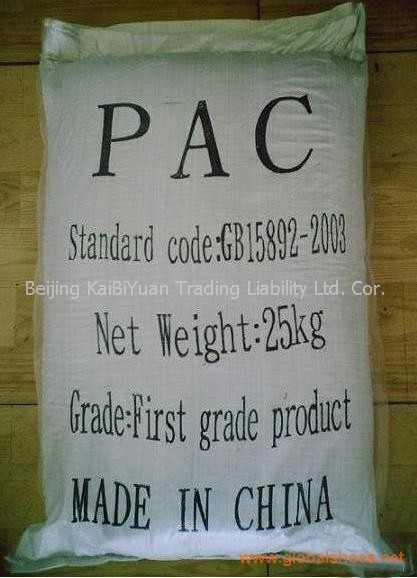 PAC
Standard code:GB15892-2003
Beijing KaiBiYuan Trading Liability Ltd. Cor.
Net Weight:25kg
Grade:First grade product
MADE IN CHINA
www.globalshoes.net